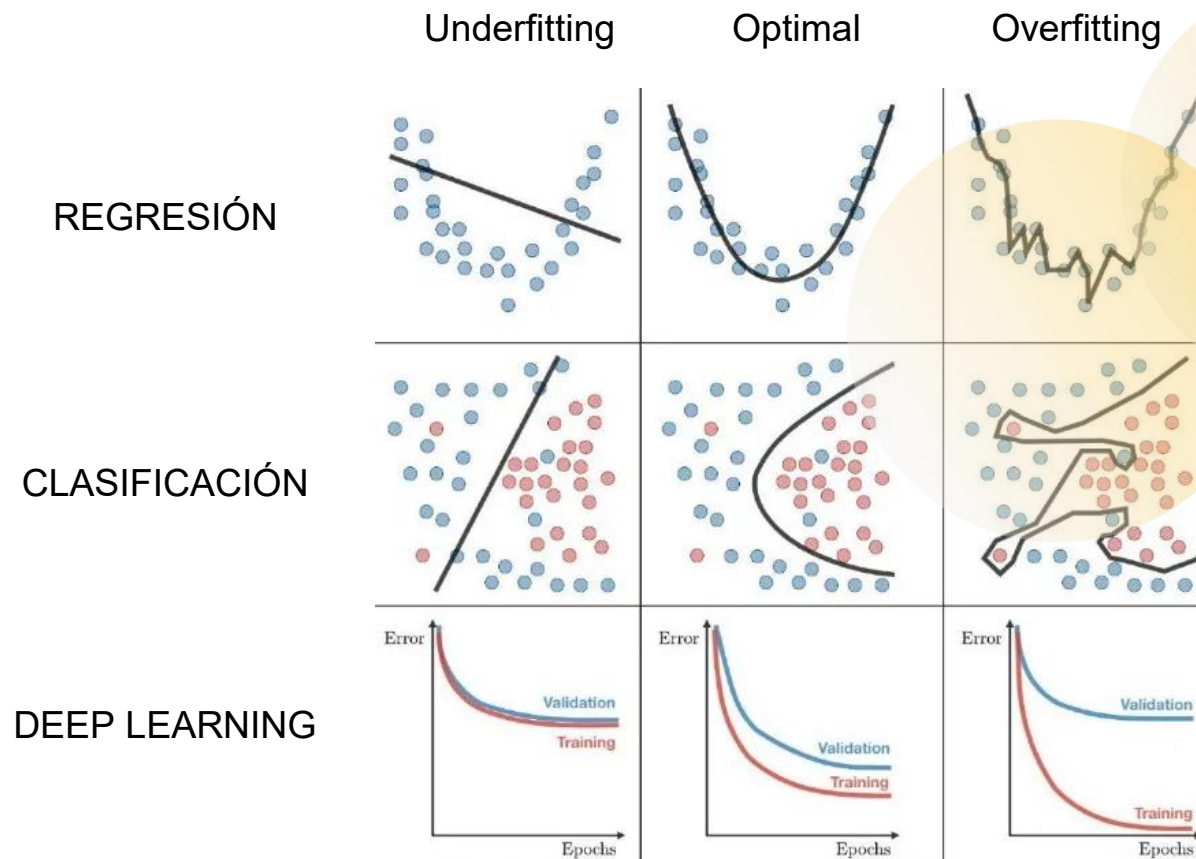 Underfitting Optimal Overfitting
REGRESIÓN
CLASIFICACIÓN
DEEP LEARNING
Error
Validation
Training
Epochs
Error
Validation
Training
Epochs
Error
Validation
Training
Epochs